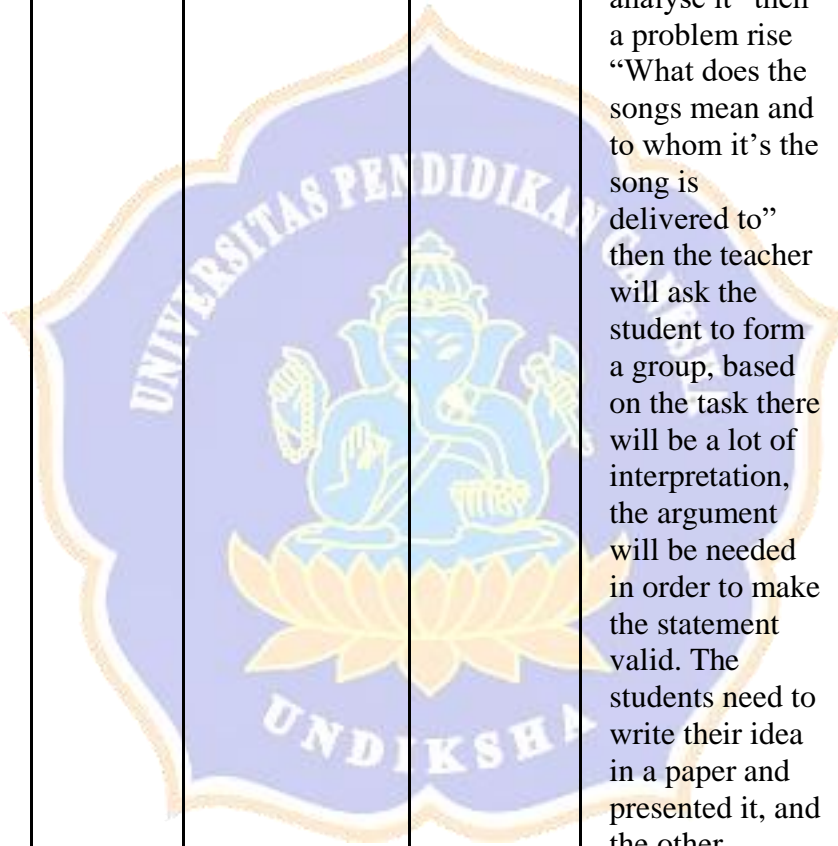 analyse it" then
a problem rise
“What does the
songs mean and
to whom it’s the
song is
delivered to”
then the teacher
will ask the
student to form
a group, based
on the task there
will be a lot of
interpretation,
the argument
will be needed
in order to make
the statement
valid. The
students need to
write their idea
in a paper and
presented it, and
the other
UNIVERSITAS PENDIDIKAN GANESHA
UNDIKSHA